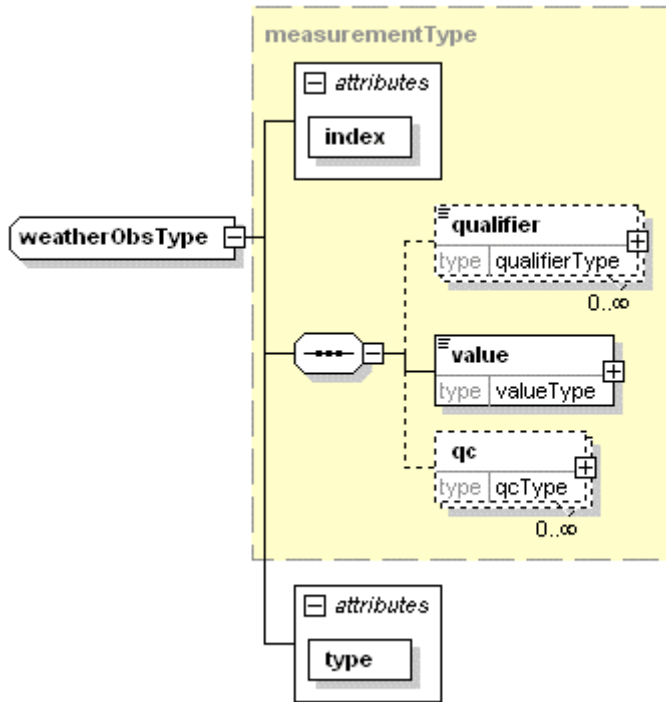 measurementType
attributes
index
weatherObsType
qualifier
type qualifierType
0..∞
value
type valueType
qc
type qcType
0..∞
attributes
type